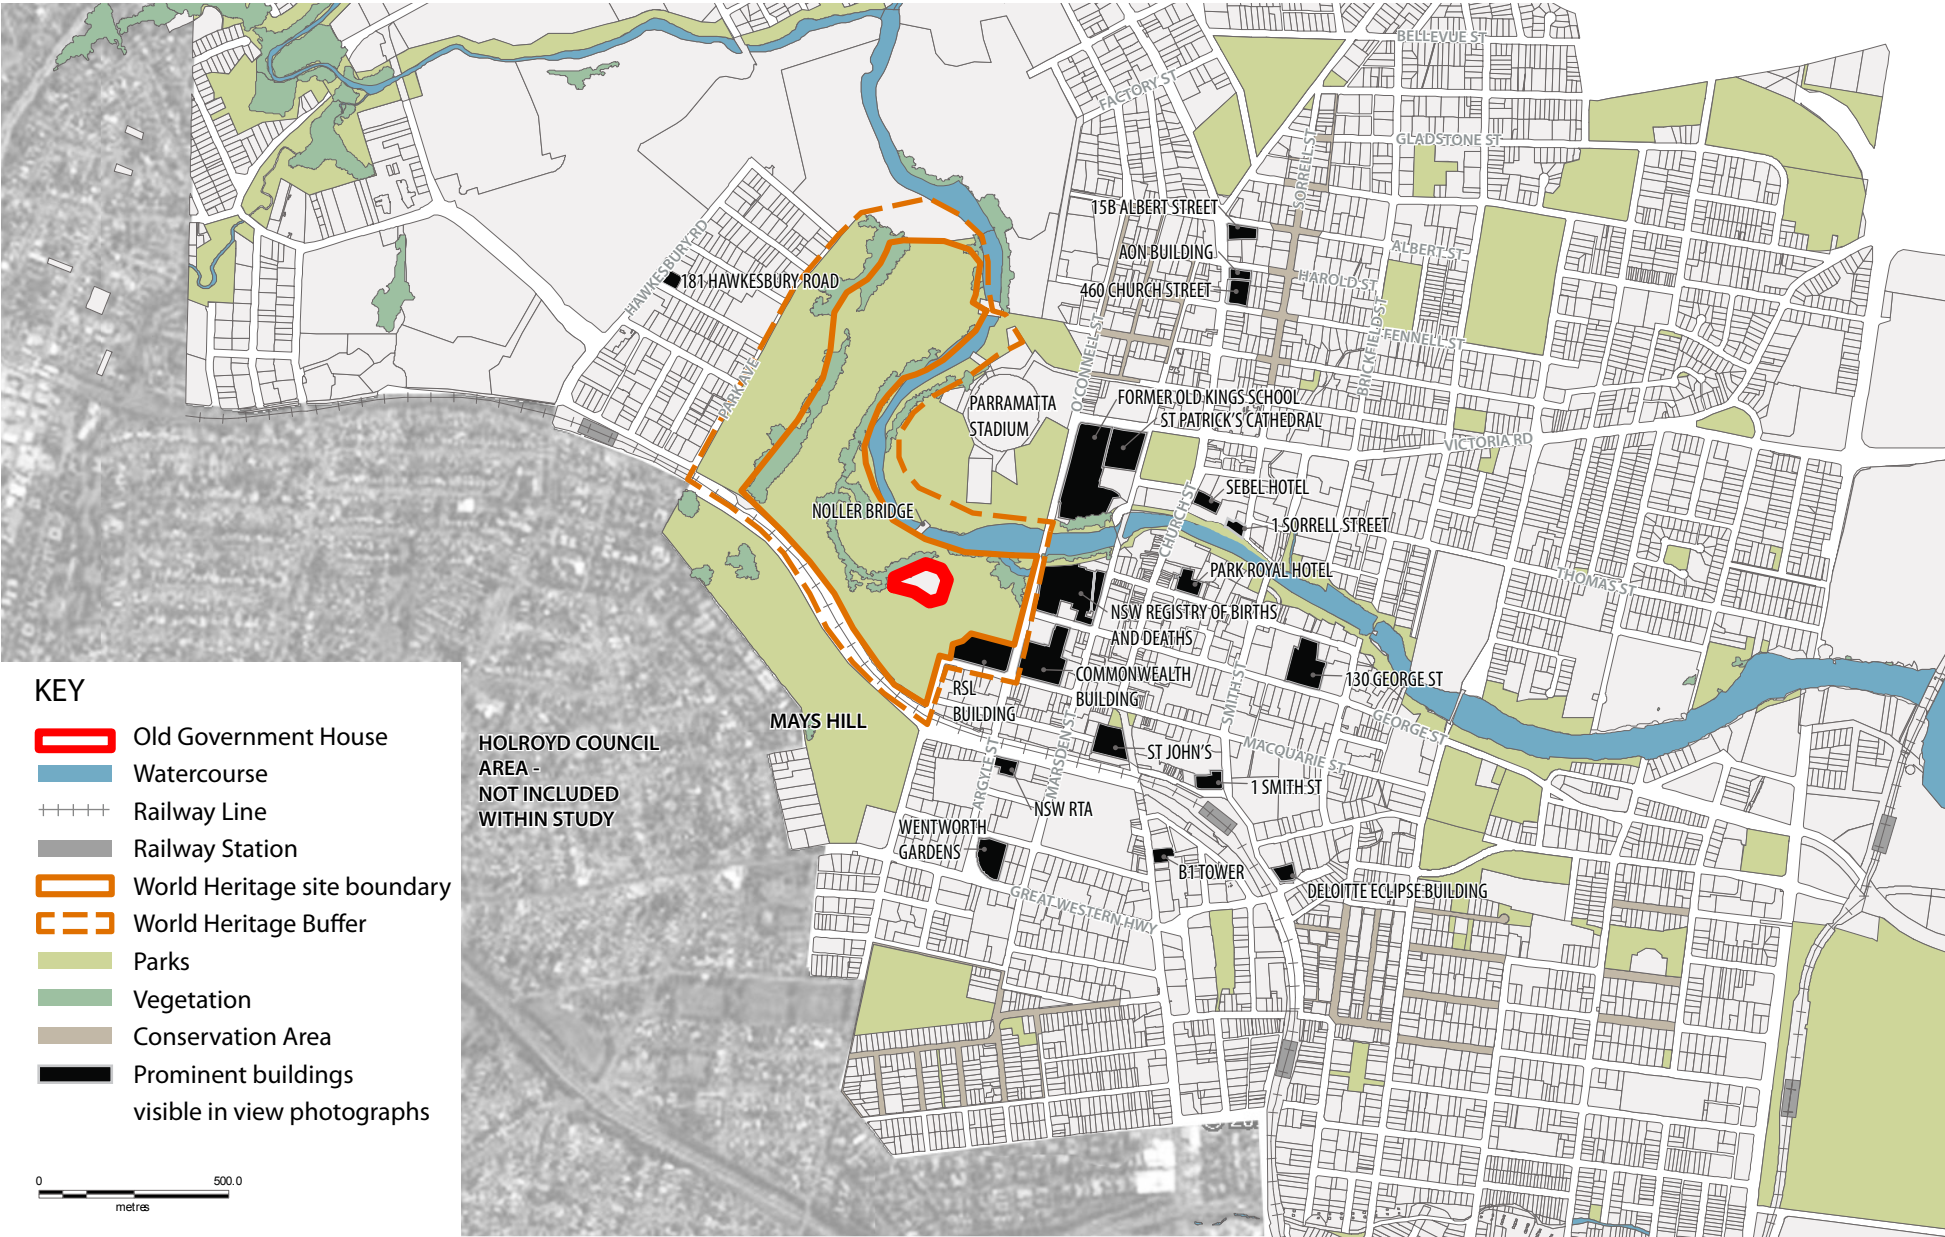 BELLEVUE ST
FACTORY ST
GLADSTONE ST
SORRELL ST
15B ALBERT STREET
HAWKESBURY RD
AON BUILDING
ALBERT ST
181 HAWKESBURY ROAD
460 CHURCH STREET
HAROLD ST
BRICKFIELD ST
FENNELL ST
O'CONNELL ST
PARK AVE
PARRAMATTA
STADIUM
FORMER OLD KINGS SCHOOL
ST PATRICK'S CATHEDRAL
VICTORIA RD
SEBEL HOTEL
NOLLER BRIDGE
CHURCH ST
1 SORRELL STREET
PARK ROYAL HOTEL
THOMAS ST
NSW REGISTRY OF BIRTHS
AND DEATHS
COMMONWEALTH
BUILDING
130 GEORGE ST
RSL
BUILDING
SMITH ST
GEORGE ST
MAYS HILL
HOLROYD COUNCIL
AREA -
NOT INCLUDED
WITHIN STUDY
ARGYLE ST
MARSDEN ST
ST JOHN'S
MACQUARIE ST
1 SMITH ST
NSW RTA
WENTWORTH
GARDENS
B1 TOWER
DELOITTE ECLIPSE BUILDING
GREAT WESTERN HWY
KEY
Old Government House
Watercourse
Railway Line
Railway Station
World Heritage site boundary
World Heritage Buffer
Parks
Vegetation
Conservation Area
Prominent buildings
visible in view photographs
0 500.0
metres